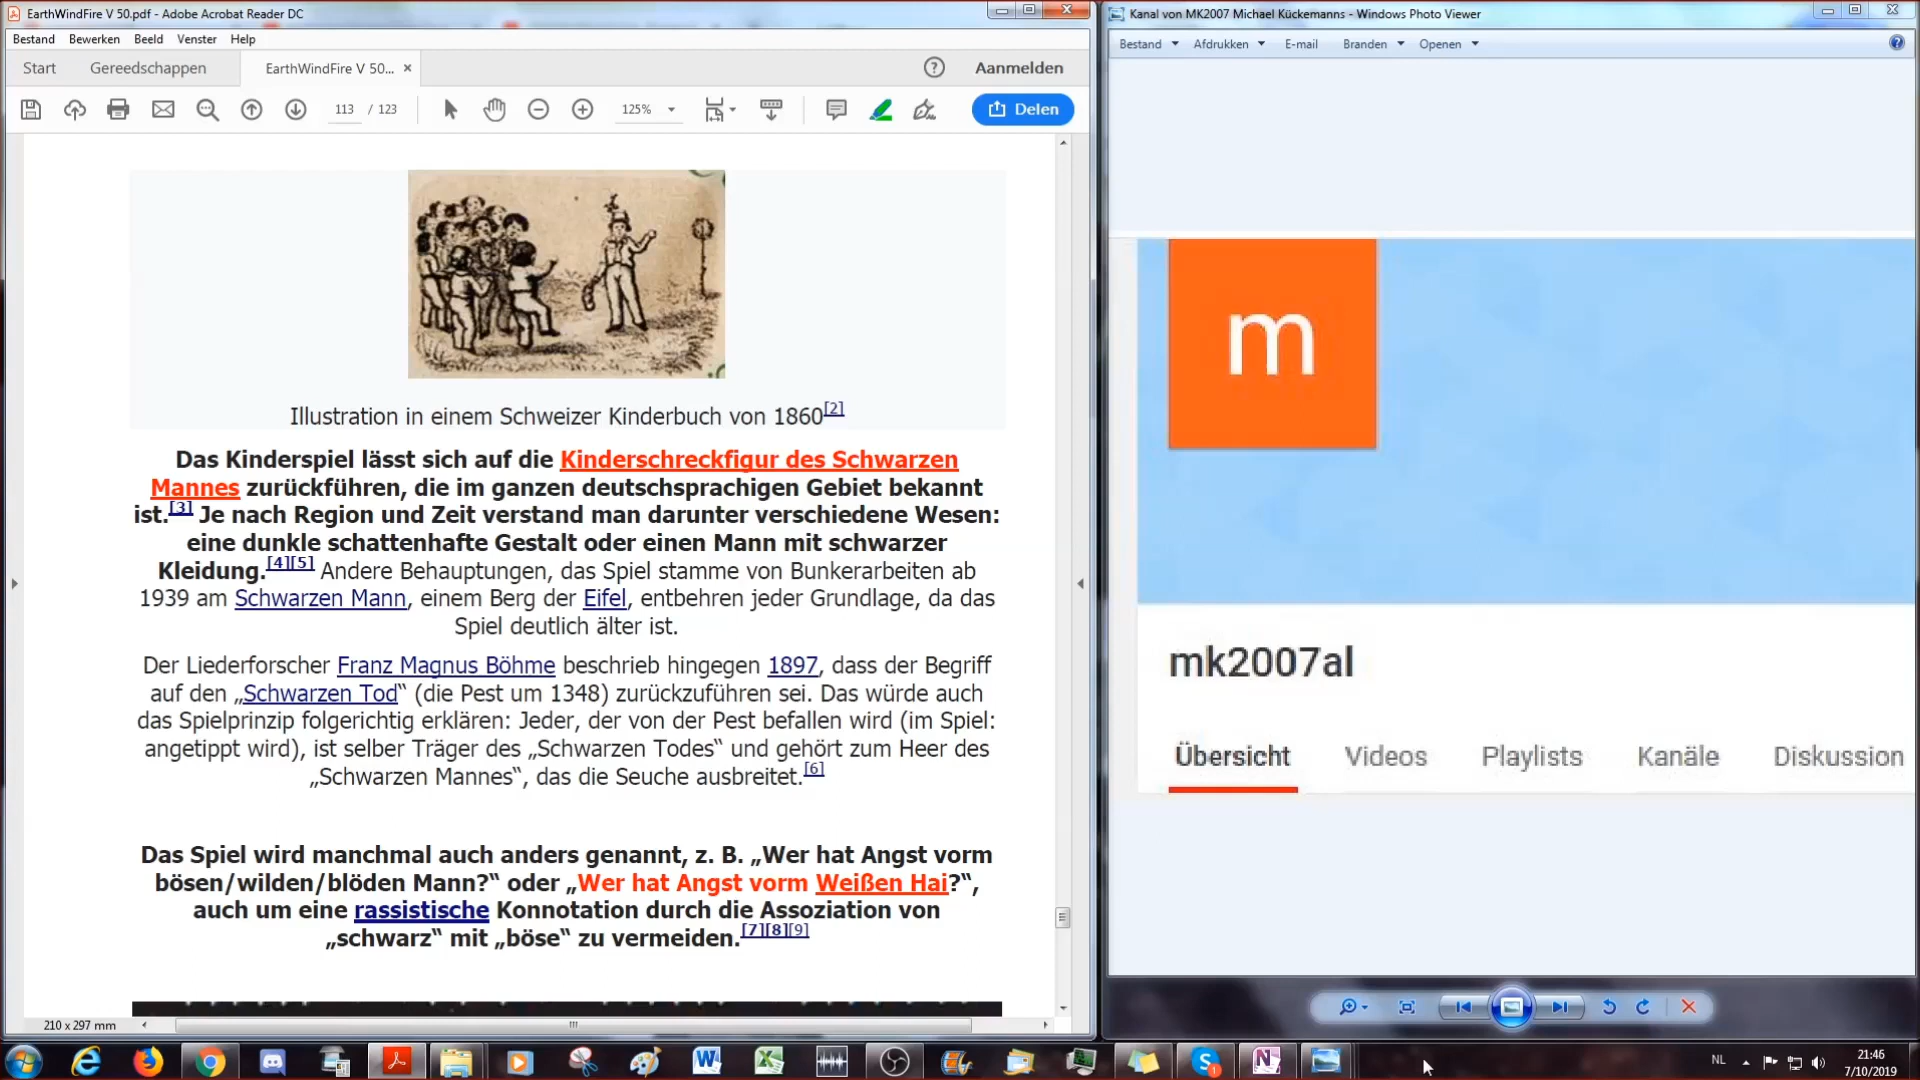 EarthWindFire V 50.pdf - Adobe Acrobat Reader DC
Bestand Bewerken Beeld Venster Help
Start Gereedschappen EarthWindFire V 50... × Aanmelden
113 / 123 125% Delen
Illustration in einem Schweizer Kinderbuch von 1860[2]
Das Kinderspiel lässt sich auf die Kinderschreckfigur des Schwarzen
Mannes zurückführen, die im ganzen deutschsprachigen Gebiet bekannt
ist.[3] Je nach Region und Zeit verstand man darunter verschiedene Wesen:
eine dunkle schattenhafte Gestalt oder einen Mann mit schwarzer
Kleidung.[4][5] Andere Behauptungen, das Spiel stamme von Bunkerarbeiten ab
1939 am Schwarzen Mann, einem Berg der Eifel, entbehren jeder Grundlage, da das
Spiel deutlich älter ist.
Der Liederforscher Franz Magnus Böhme beschrieb hingegen 1897, dass der Begriff
auf den „Schwarzen Tod“ (die Pest um 1348) zurückzuführen sei. Das würde auch
das Spielprinzip folgerichtig erklären: Jeder, der von der Pest befallen wird (im Spiel:
angetippt wird), ist selber Träger des „Schwarzen Todes“ und gehört zum Heer des
„Schwarzen Mannes“, das die Seuche ausbreitet.[6]
Das Spiel wird manchmal auch anders genannt, z. B. „Wer hat Angst vorm
bösen/wilden/blöden Mann?“ oder „Wer hat Angst vorm Weißen Hai?“,
auch um eine rassistische Konnotation durch die Assoziation von
„schwarz“ mit „böse“ zu vermeiden.[7][8][9]
210 x 297 mm
Kanal von MK2007 Michael Kückemanns - Windows Photo Viewer
Bestand Afdrukken E-mail Branden Openen
m
mk2007al
Übersicht Videos Playlists Kanäle Diskussion
NL 21:46
7/10/2019